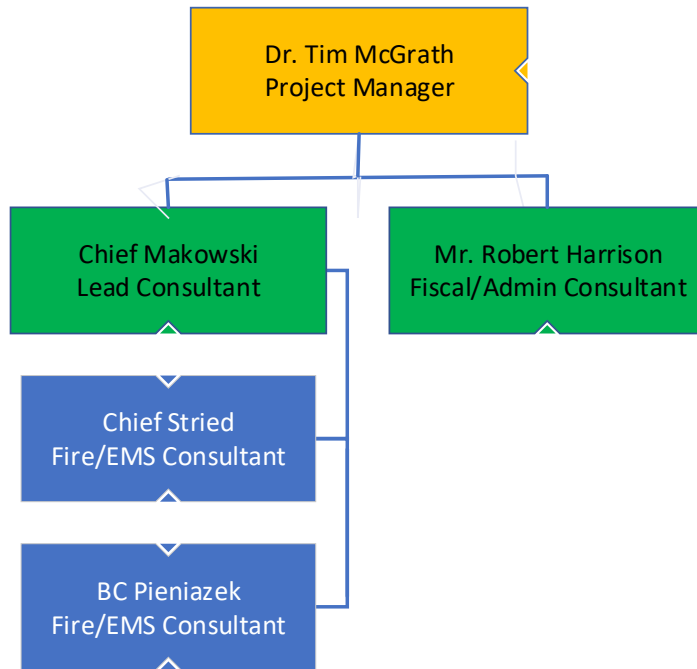 Dr. Tim McGrath
Project Manager
Chief Makowski
Lead Consultant
Mr. Robert Harrison
Fiscal/Admin Consultant
Chief Stried
Fire/EMS Consultant
BC Pieniazek
Fire/EMS Consultant